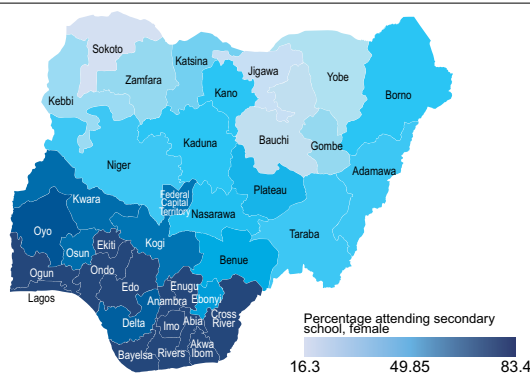 Sokoto
Katsina
Jigawa
Yobe
Zamfara
Kebbi
Kano
Borno
Bauchi
Gombe
Kaduna
Niger
Adamawa
Plateau
Federal
Capital
Territory
Kwara
Nasarawa
Taraba
Oyo
Kogi
Ekiti
Osun
Benue
Ogun
Ondo
Edo
Enugu
Lagos
Anambra
Ebonyi
Cross
River
Delta
Imo
Abia
Bayelsa
Rivers
Akwa
Ibom
Percentage attending secondary
school, female
16.3 49.85 83.4